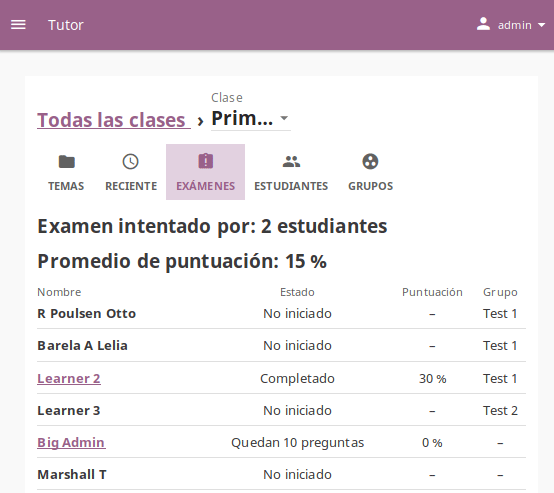 Tutor
admin
Clase
Todas las clases › Prim...
TEMAS RECIENTE EXÁMENES ESTUDIANTES GRUPOS
Examen intentado por: 2 estudiantes
Promedio de puntuación: 15 %
Nombre Estado Puntuación Grupo
R Poulsen Otto No iniciado – Test 1
Barela A Lelia No iniciado – Test 1
Learner 2 Completado 30 % Test 1
Learner 3 No iniciado – Test 2
Big Admin Quedan 10 preguntas 0 % –
Marshall T No iniciado – –